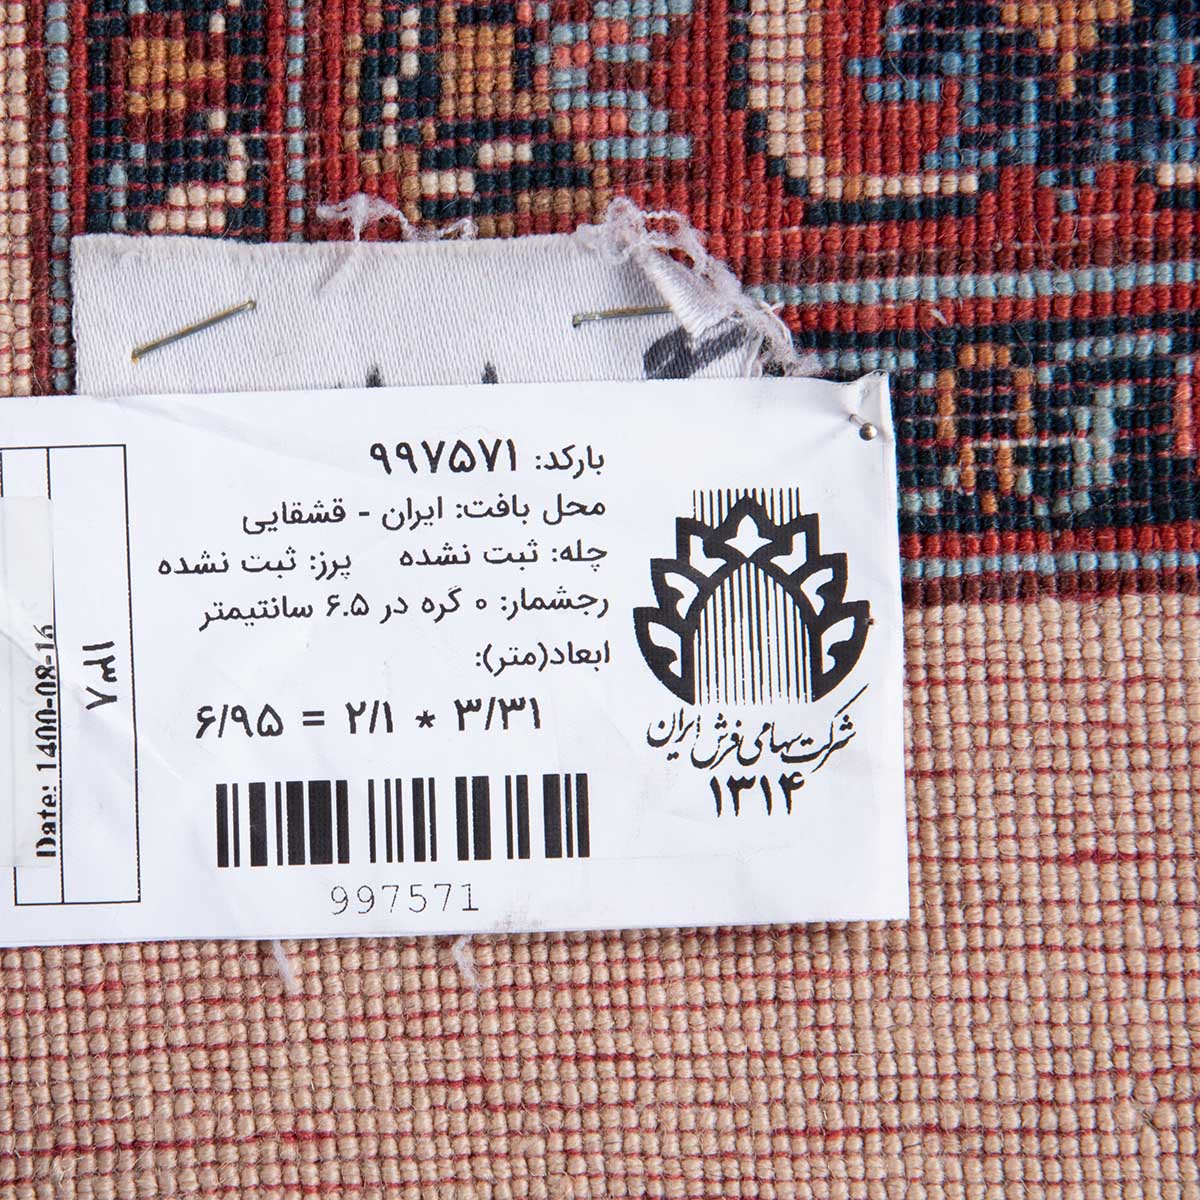 بارکد: ۹۹۷۵۷۱
محل بافت: ایران - قشقایی
چله: ثبت نشده پرز: ثبت نشده
رجشمار: ۰ گره در ۶.۵ سانتیمتر
ابعاد(متر):
۳/۳۱ * ۲/۱ = ۶/۹۵
997571
شرکت سهامی فرش ایران
۱۳۱۴
۱۳۸
Date: 1400-08-16